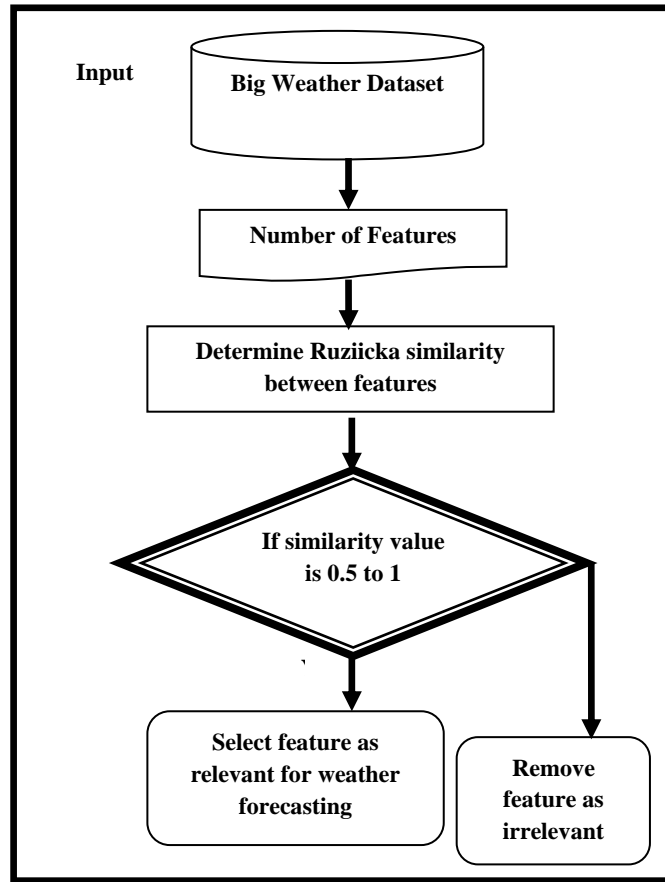 Input
Big Weather Dataset
Number of Features
Determine Ruziicka similarity
between features
If similarity value
is 0.5 to 1
Select feature as
relevant for weather
forecasting
Remove
feature as
irrelevant